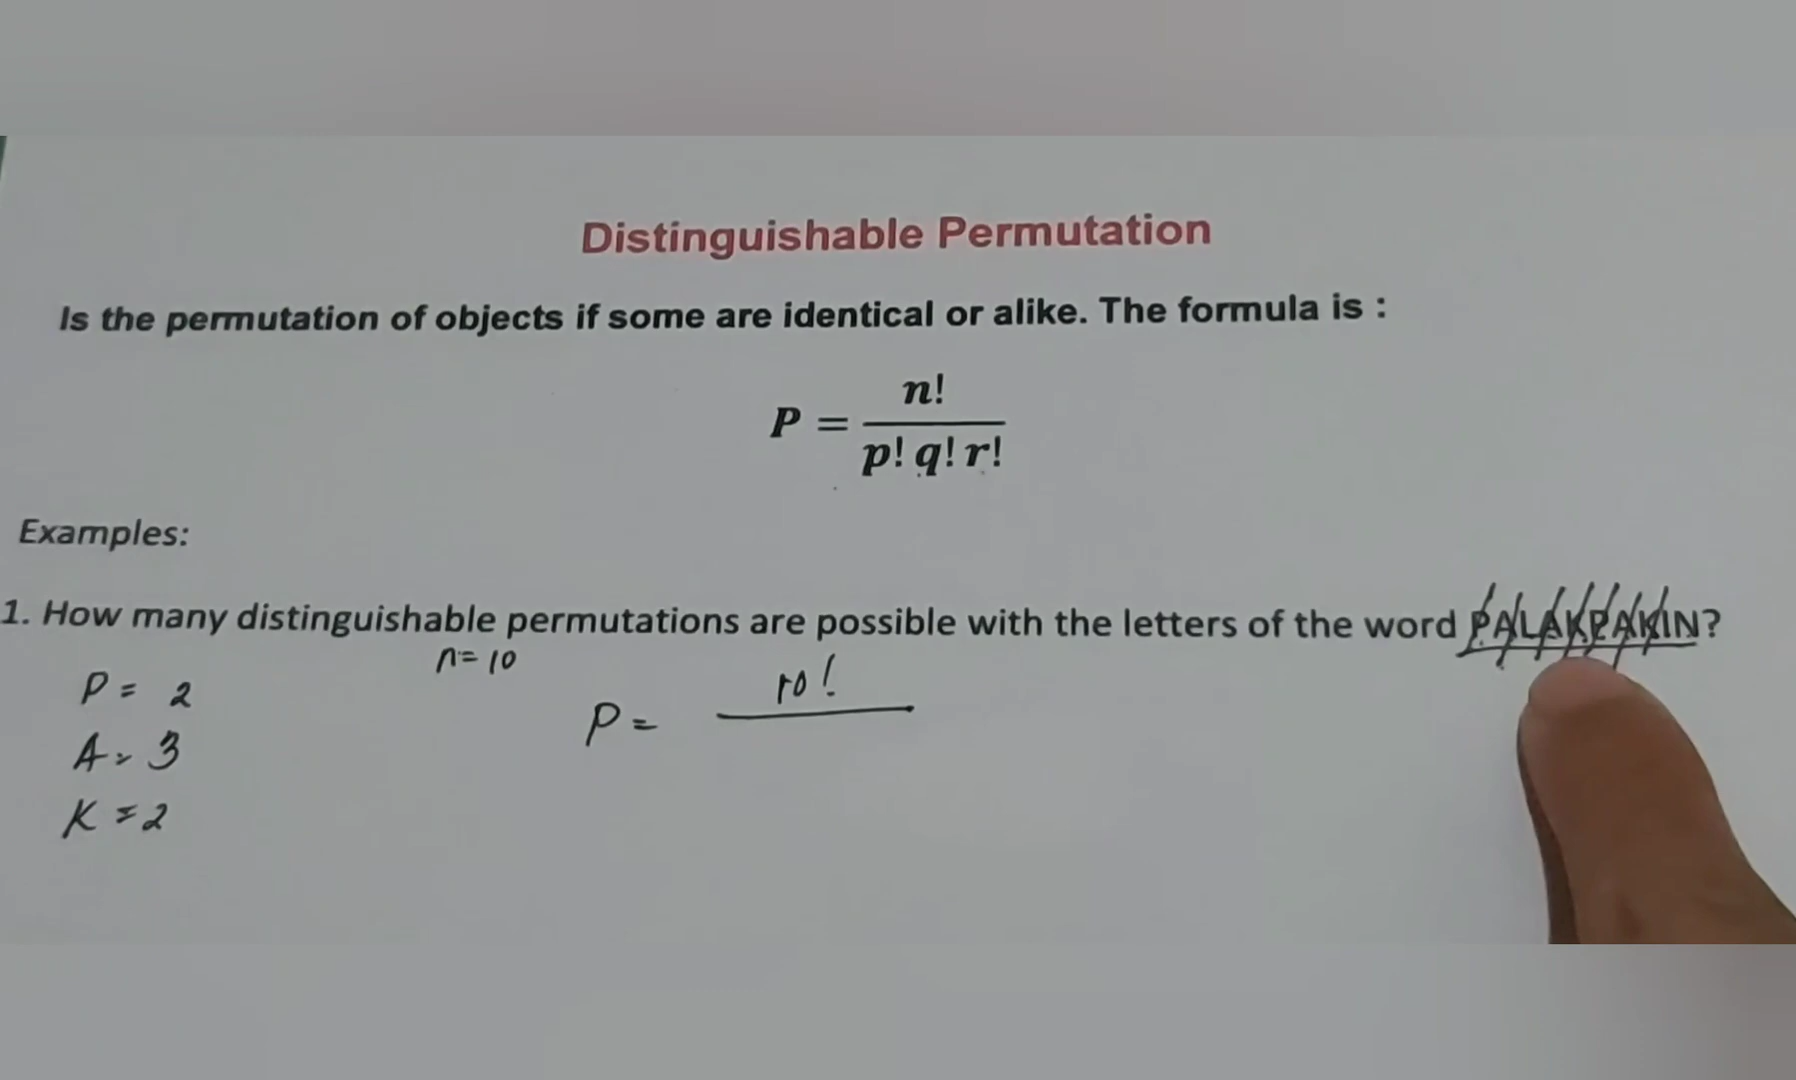 Distinguishable Permutation
Is the permutation of objects if some are identical or alike. The formula is :
P = n! / p! q! r!
Examples:
1. How many distinguishable permutations are possible with the letters of the word PALAKPAKIN?
n = 10
P = 2
P = 10!
A = 3
K = 2